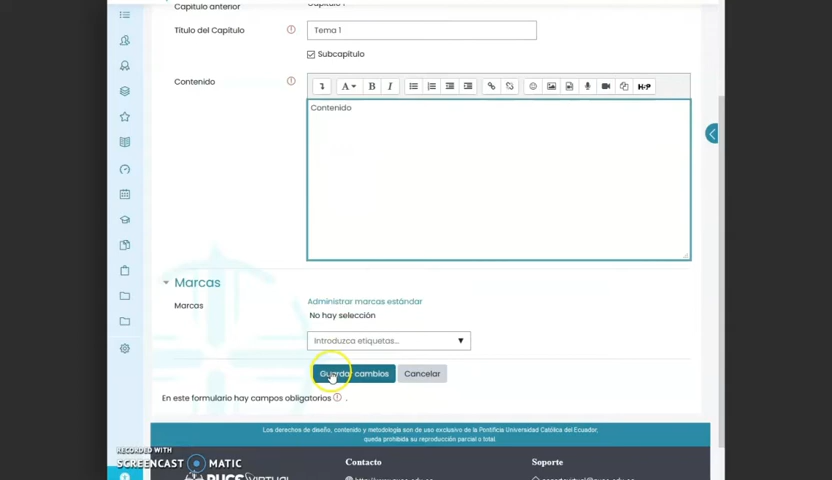 Capítulo anterior
Título del Capítulo
Tema 1
Subcapítulo
Contenido
A
B
I
H-P
Contenido
Marcas
Marcas
Administrar marcas estándar
No hay selección
Introduzca etiquetas...
Guardar cambios
Cancelar
En este formulario hay campos obligatorios
.
Los derechos de diseño, contenido y metodología son de uso exclusivo de la Pontificia Universidad Católica del Ecuador,
queda prohibida su reproducción parcial o total
RECORDED WITH
SCREENCAST MATIC
Contacto
Soporte